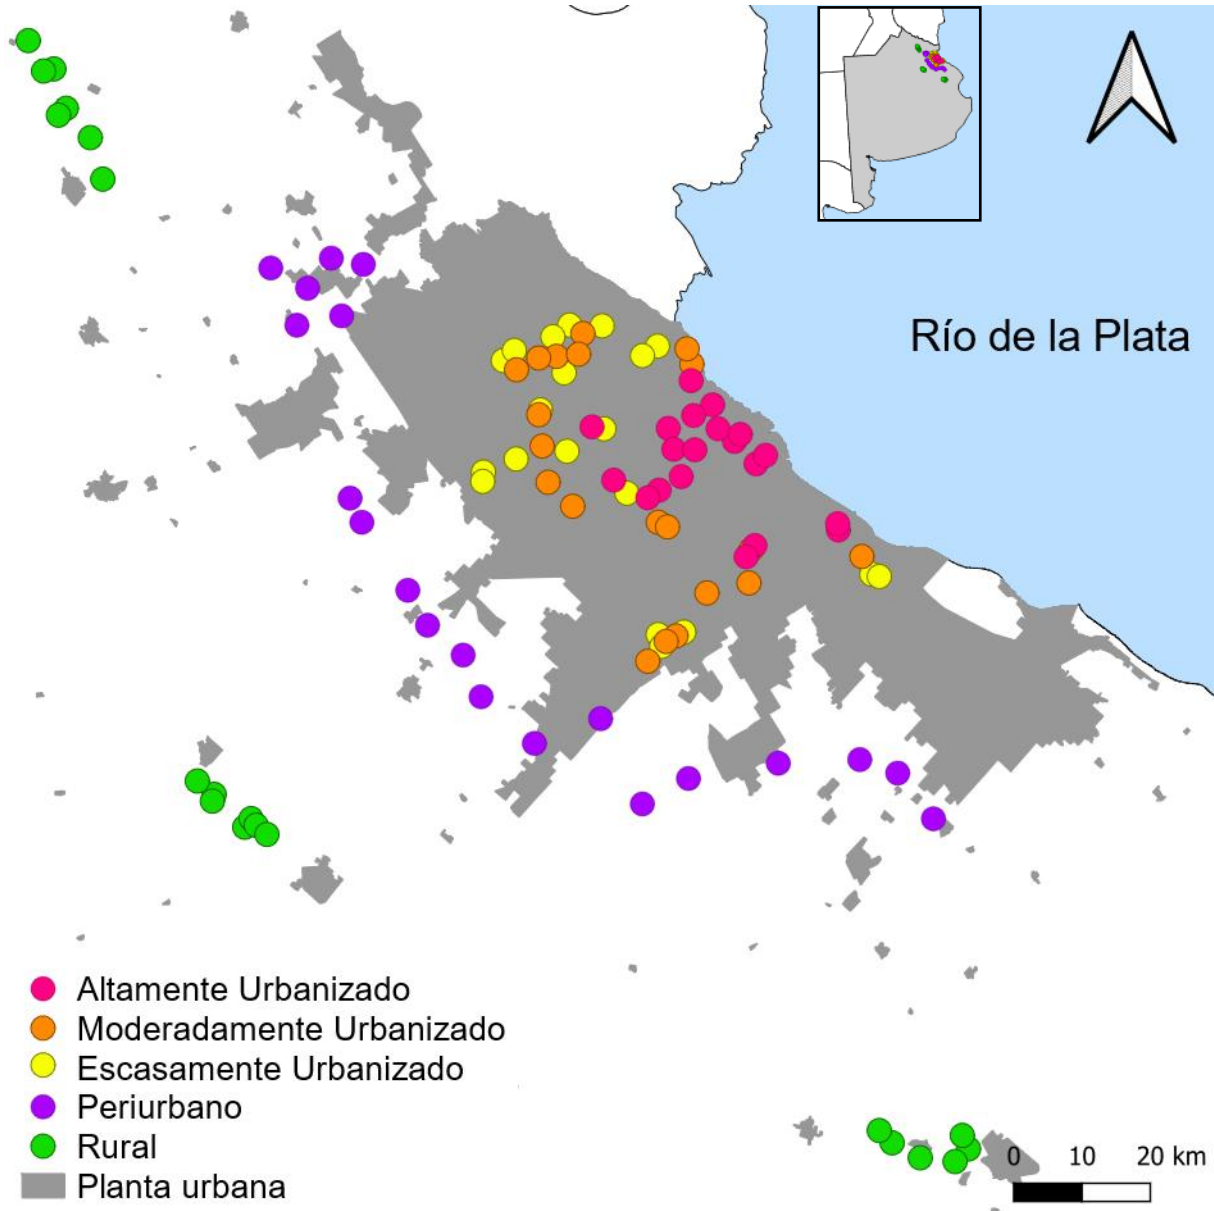 Río de la Plata
Altamente Urbanizado
Moderadamente Urbanizado
Escasamente Urbanizado
Periurbano
Rural
Planta urbana
0 10 20 km